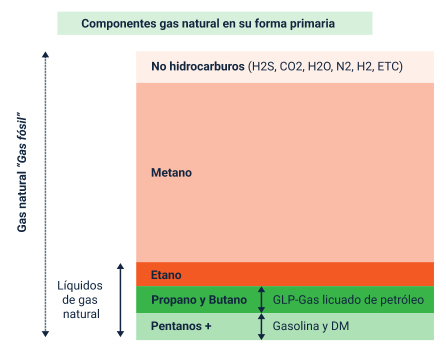 Componentes gas natural en su forma primaria
No hidrocarburos (H2S, CO2, H2O, N2, H2, ETC)
Gas natural "Gas fósil"
Metano
Etano
Líquidos
de gas
natural
Propano y Butano
GLP-Gas licuado de petróleo
Pentanos +
Gasolina y DM